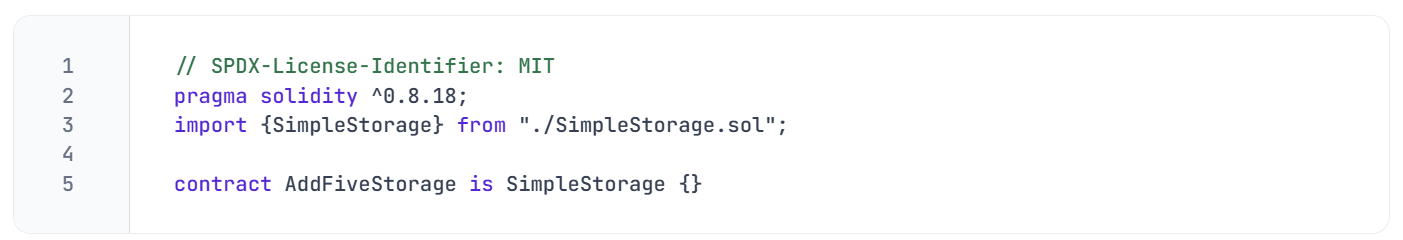 1 // SPDX-License-Identifier: MIT
2 pragma solidity ^0.8.18;
3 import {SimpleStorage} from "./SimpleStorage.sol";
4
5 contract AddFiveStorage is SimpleStorage {}